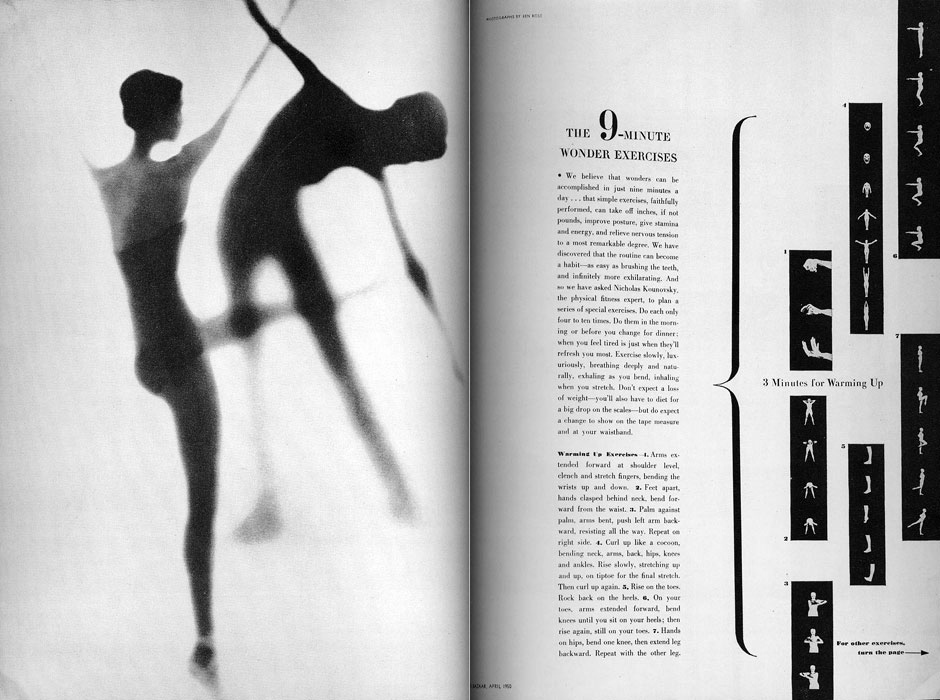 PHOTOGRAPHS BY BEN ROSE
THE 9-MINUTE
WONDER EXERCISES
• We believe that wonders can be
accomplished in just nine minutes a
day . . . that simple exercises, faithfully
performed, can take off inches, if not
pounds, improve posture, give stamina
and energy, and relieve nervous tension
to a most remarkable degree. We have
discovered that the routine can become
a habit—as easy as brushing the teeth,
and infinitely more exhilarating. And
so we have asked Nicholas Kounovsky,
the physical fitness expert, to plan a
series of special exercises. Do each only
four to ten times. Do them in the morn-
ing or before you change for dinner;
when you feel tired is just when they'll
refresh you most. Exercise slowly, lux-
uriously, breathing deeply and natu-
rally, exhaling as you bend, inhaling
when you stretch. Don't expect a loss
of weight—you'll also have to diet for
a big drop on the scales—but do expect
a change to show on the tape measure
and at your waistband.
Warming Up Exercises—1. Arms ex-
tended forward at shoulder level,
clench and stretch fingers, bending the
wrists up and down. 2. Feet apart,
hands clasped behind neck, bend for-
ward from the waist. 3. Palm against
palm, arms bent, push left arm back-
ward, resisting all the way. Repeat on
right side. 4. Curl up like a cocoon,
bending neck, arms, back, hips, knees
and ankles. Rise slowly, stretching up
and up, on tiptoe for the final stretch.
Then curl up again. 5. Rise on the toes.
Rock back on the heels. 6. On your
toes, arms extended forward, bend
knees until you sit on your heels; then
rise again, still on your toes. 7. Hands
on hips, bend one knee, then extend leg
backward. Repeat with the other leg.
3 Minutes for Warming Up
1
2
3
4
5
6
7
For other exercises,
turn the page
BAZAAR, APRIL 1950